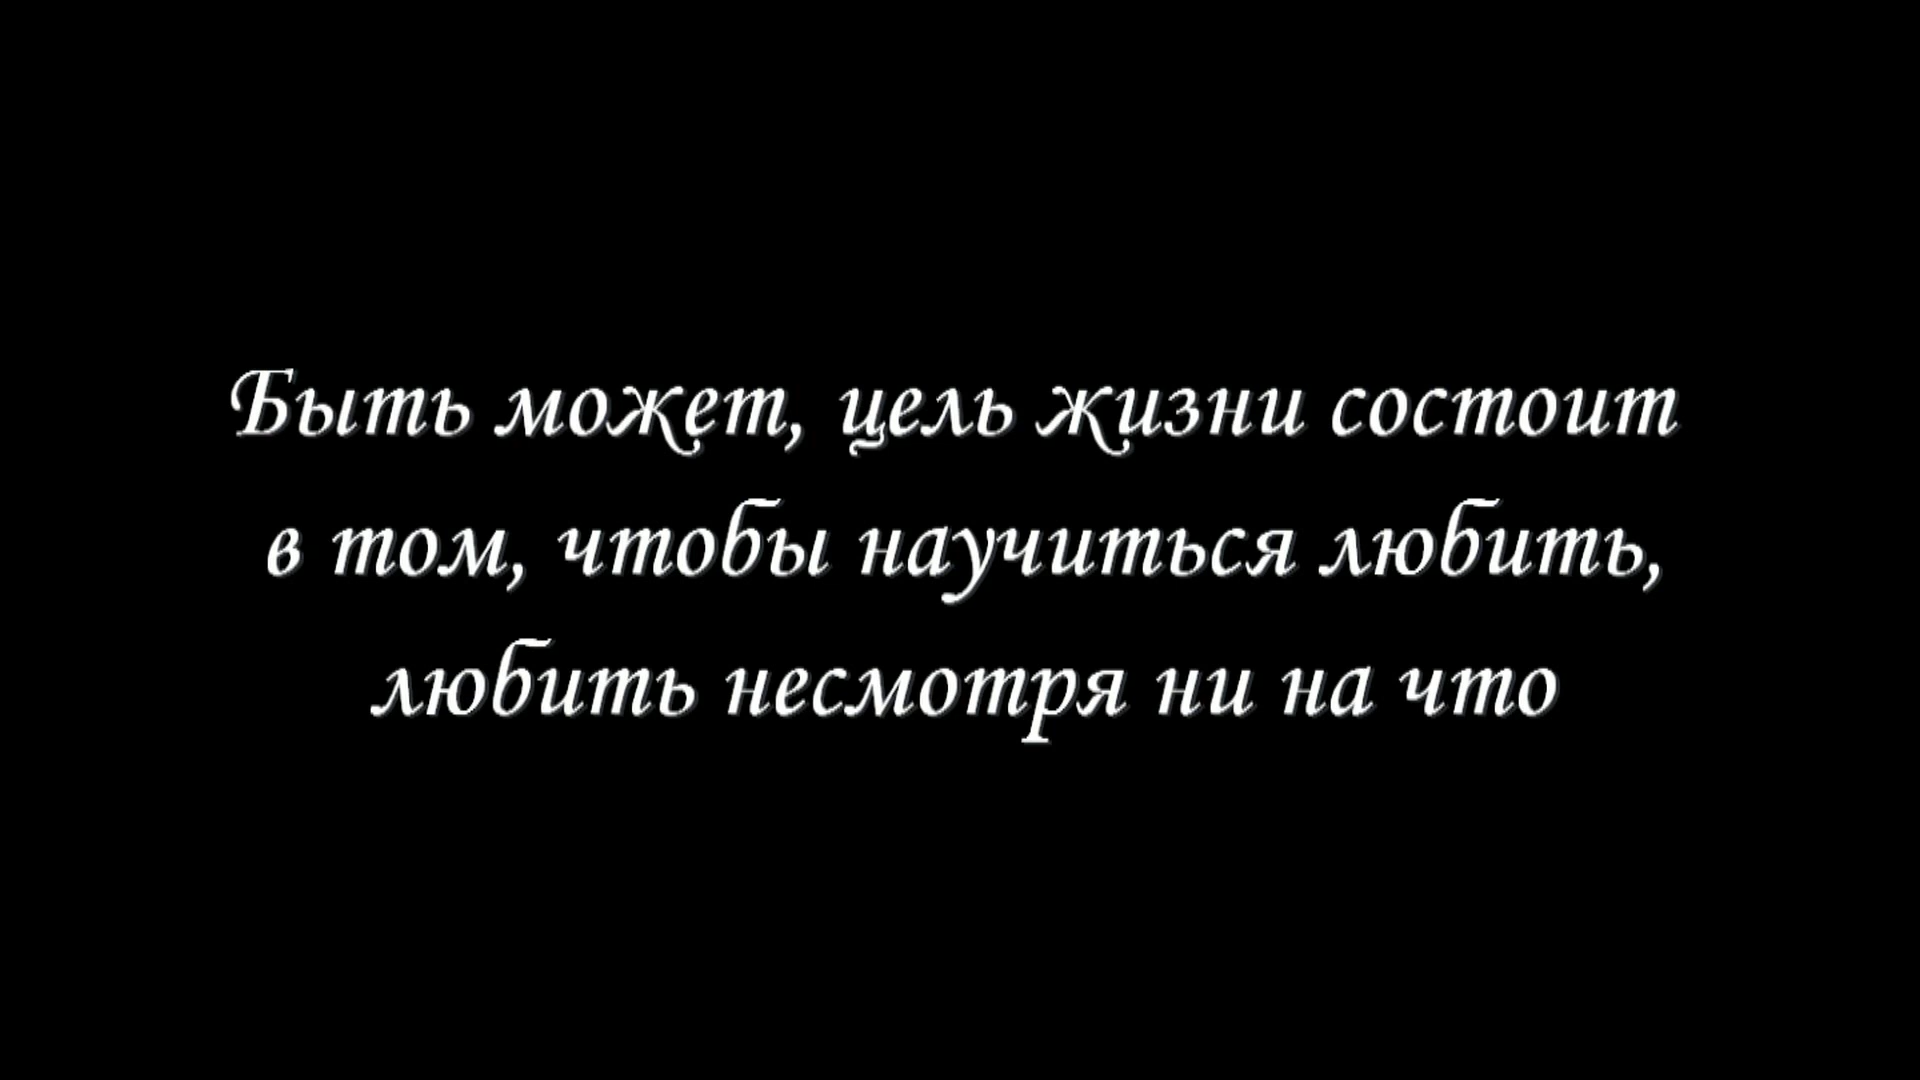 Быть может, цель жизни состоит
в том, чтобы научиться любить,
любить несмотря ни на что